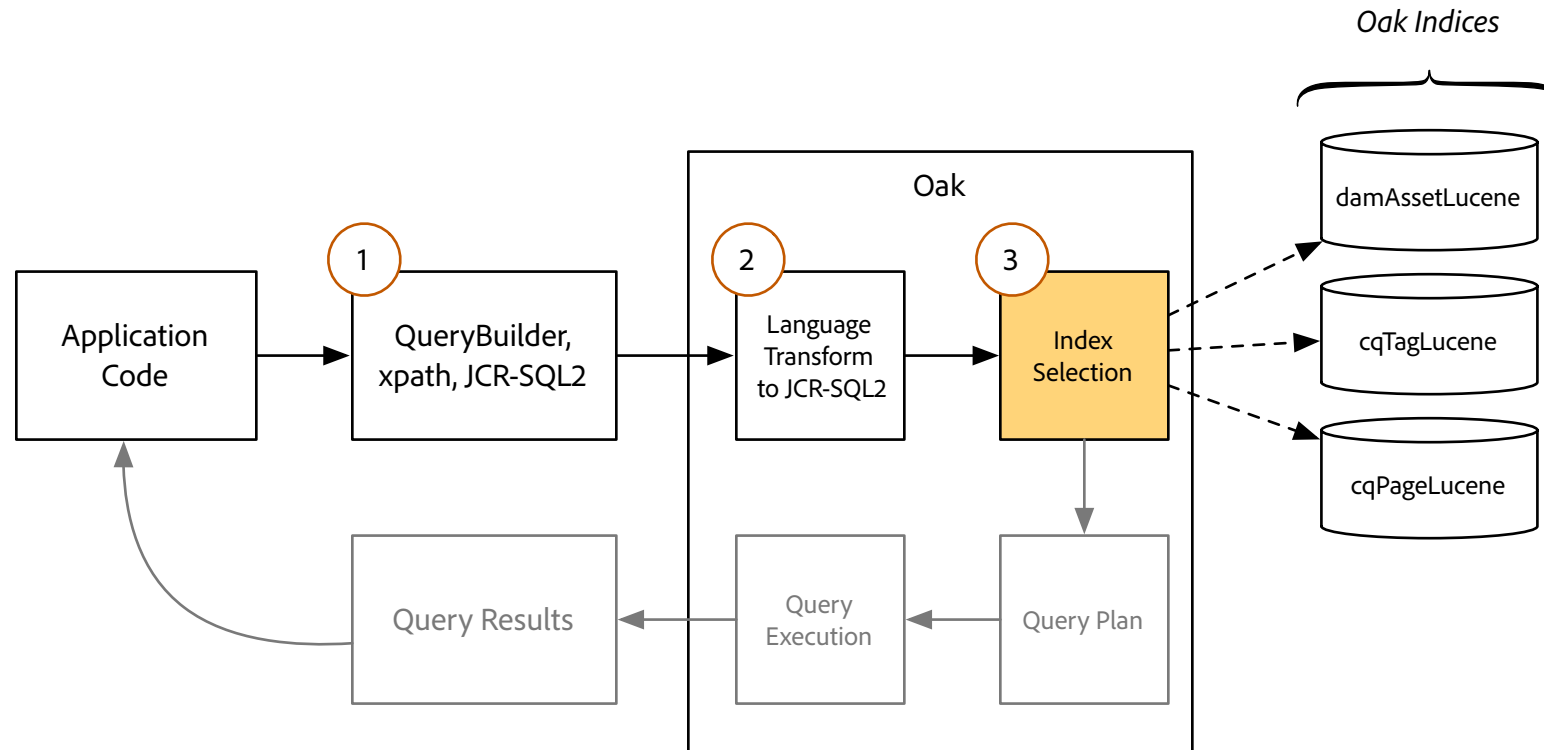 Oak Indices
damAssetLucene
cqTagLucene
cqPageLucene
Oak
1
2
3
Application
Code
QueryBuilder,
xpath, JCR-SQL2
Language
Transform
to JCR-SQL2
Index
Selection
Query Results
Query
Execution
Query Plan